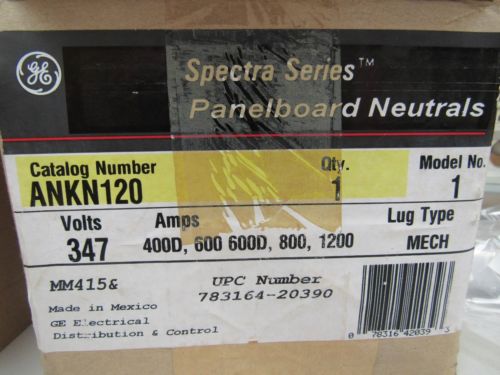 GE
Spectra Series™
Panelboard Neutrals
Catalog Number Qty. Model No.
ANKN120 1 1
Volts Amps Lug Type
347 400D, 600 600D, 800, 1200 MECH
MM415& UPC Number
783164-20390
Made in Mexico
GE Electrical
Distribution & Control
0 78316 42039 3